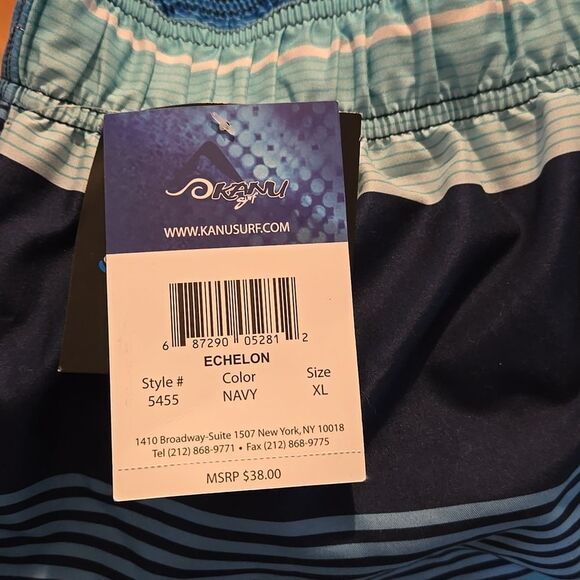 KANU
Surf
WWW.KANUSURF.COM
6 87290 05281 2
ECHELON
Style # Color Size
5455 NAVY XL
1410 Broadway-Suite 1507 New York, NY 10018
Tel (212) 868-9771 • Fax (212) 868-9775
MSRP $38.00